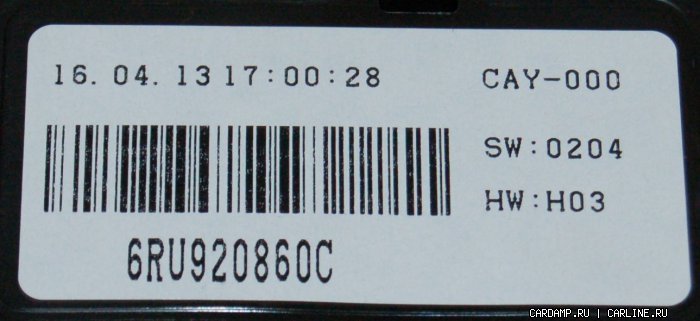 16. 04. 13 17:00:28 CAY-000
SW:0204
HW:H03
6RU920860C
CARDAMP.RU | CARLINE.RU